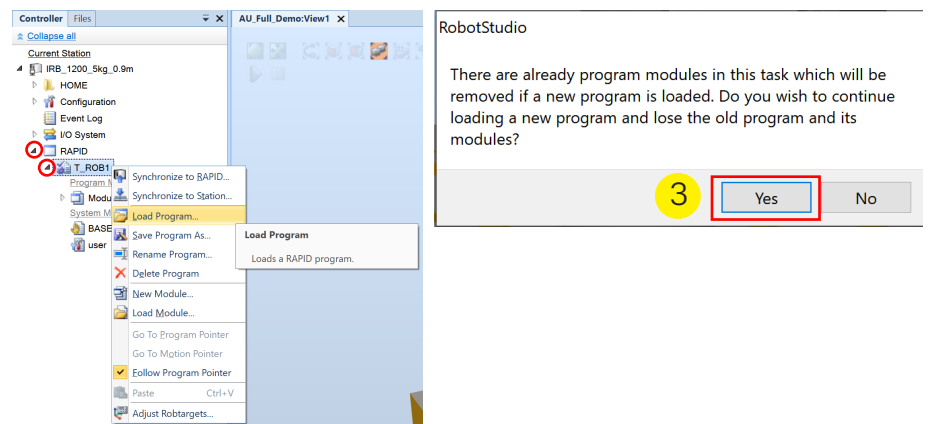 Controller
Files
AU_Full_Demo:View1
Collapse all
Current Station
IRB_1200_5kg_0.9m
HOME
Configuration
Event Log
I/O System
RAPID
T_ROB1
Program M
Modu
System M
BASE
user
Synchronize to RAPID...
Synchronize to Station...
Load Program...
Save Program As...
Rename Program...
Delete Program
New Module...
Load Module...
Go To Program Pointer
Go To Motion Pointer
Follow Program Pointer
Paste Ctrl+V
Adjust Robtargets...
Load Program
Loads a RAPID program.
RobotStudio
There are already program modules in this task which will be
removed if a new program is loaded. Do you wish to continue
loading a new program and lose the old program and its
modules?
3
Yes
No